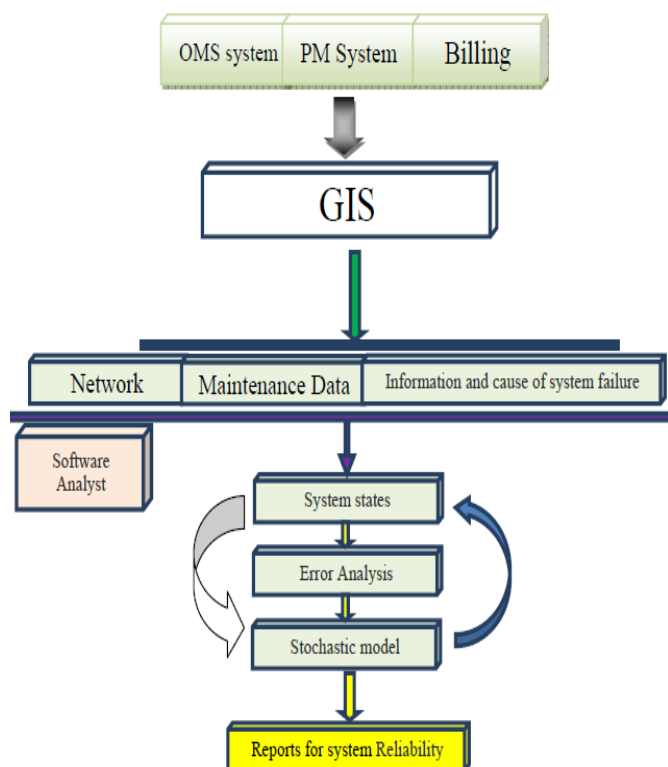 OMS system
PM System
Billing
GIS
Network
Maintenance Data
Information and cause of system failure
Software
Analyst
System states
Error Analysis
Stochastic model
Reports for system Reliability